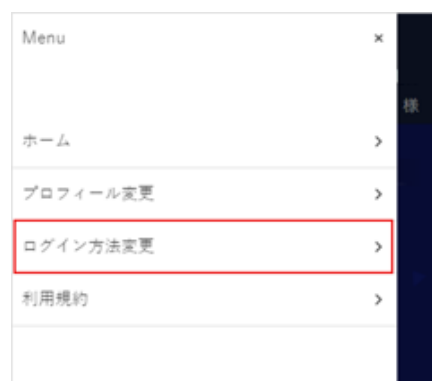 Menu ×
様
ホーム
プロフィール変更
ログイン方法変更
利用規約